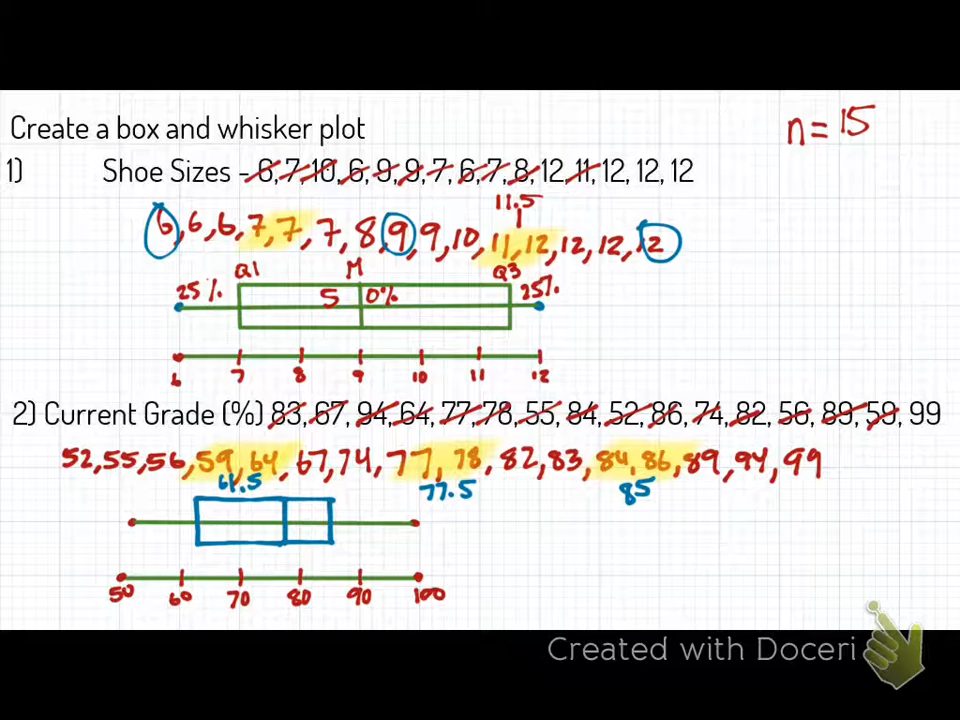 Create a box and whisker plot
n = 15
1) Shoe Sizes - 6, 7, 10, 6, 9, 9, 7, 6, 7, 8, 12, 11, 12, 12, 12
11.5
6, 6, 6, 7, 7, 7, 8, 9, 9, 10, 11, 12, 12, 12, 12
Q1 M Q3
25% 50% 25%
6 7 8 9 10 11 12
2) Current Grade (%) 83, 67, 94, 64, 77, 78, 55, 84, 52, 86, 74, 82, 56, 89, 59, 99
52, 55, 56, 59, 64, 67, 74, 77, 78, 82, 83, 84, 86, 89, 94, 99
61.5 77.5 85
50 60 70 80 90 100
Created with Doceri